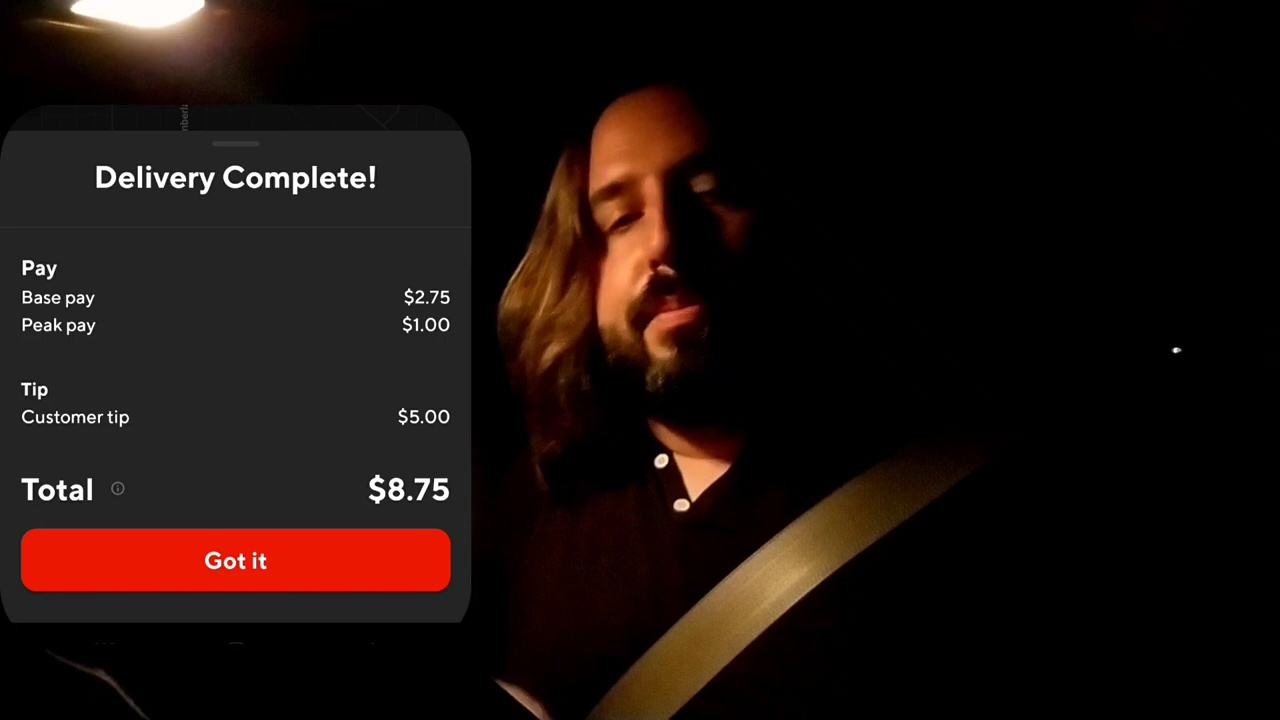 Delivery Complete!
Pay
Base pay $2.75
Peak pay $1.00
Tip
Customer tip $5.00
Total $8.75
Got it